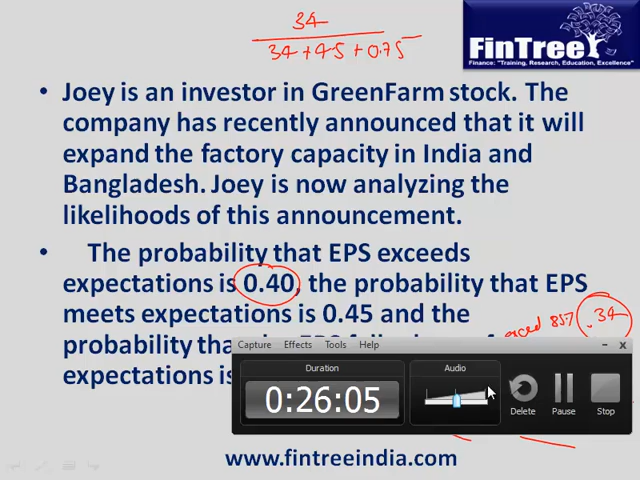 34
34 + 4.5 + 0.75
FinTree
Finance: "Training, Research, Education, Excellence"
• Joey is an investor in GreenFarm stock. The
company has recently announced that it will
expand the factory capacity in India and
Bangladesh. Joey is now analyzing the
likelihoods of this announcement.
• The probability that EPS exceeds
expectations is 0.40, the probability that EPS
meets expectations is 0.45 and the
85% .34
probability tha
expectations is
Capture Effects Tools Help
Duration Audio
0:26:05
Delete Pause Stop
www.fintreeindia.com